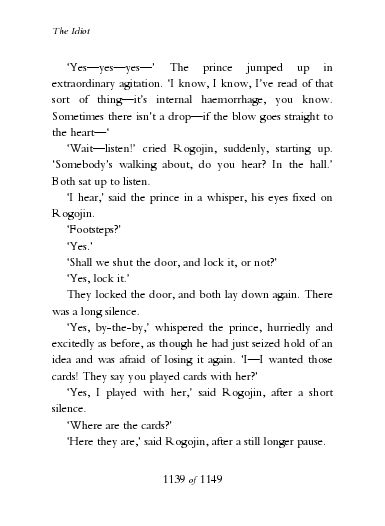 The Idiot
‘Yes—yes—yes—’ The prince jumped up in
extraordinary agitation. ‘I know, I know, I’ve read of that
sort of thing—it’s internal haemorrhage, you know.
Sometimes there isn’t a drop—if the blow goes straight to
the heart—‘
‘Wait—listen!’ cried Rogojin, suddenly, starting up.
‘Somebody’s walking about, do you hear? In the hall.’
Both sat up to listen.
‘I hear,’ said the prince in a whisper, his eyes fixed on
Rogojin.
‘Footsteps?’
‘Yes.’
‘Shall we shut the door, and lock it, or not?’
‘Yes, lock it.’
They locked the door, and both lay down again. There
was a long silence.
‘Yes, by-the-by,’ whispered the prince, hurriedly and
excitedly as before, as though he had just seized hold of an
idea and was afraid of losing it again. ‘I—I wanted those
cards! They say you played cards with her?’
‘Yes, I played with her,’ said Rogojin, after a short
silence.
‘Where are the cards?’
‘Here they are,’ said Rogojin, after a still longer pause.
1139 of 1149